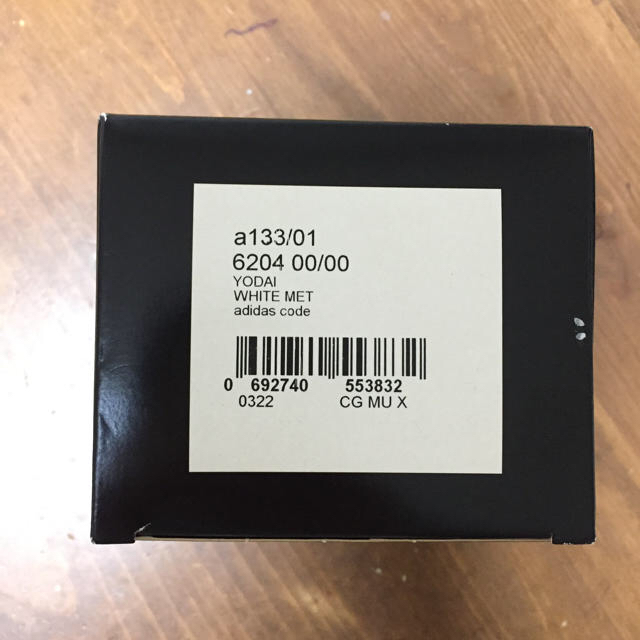 a133/01
6204 00/00
YODAI
WHITE MET
adidas code
0 692740 553832
0322 CG MU X